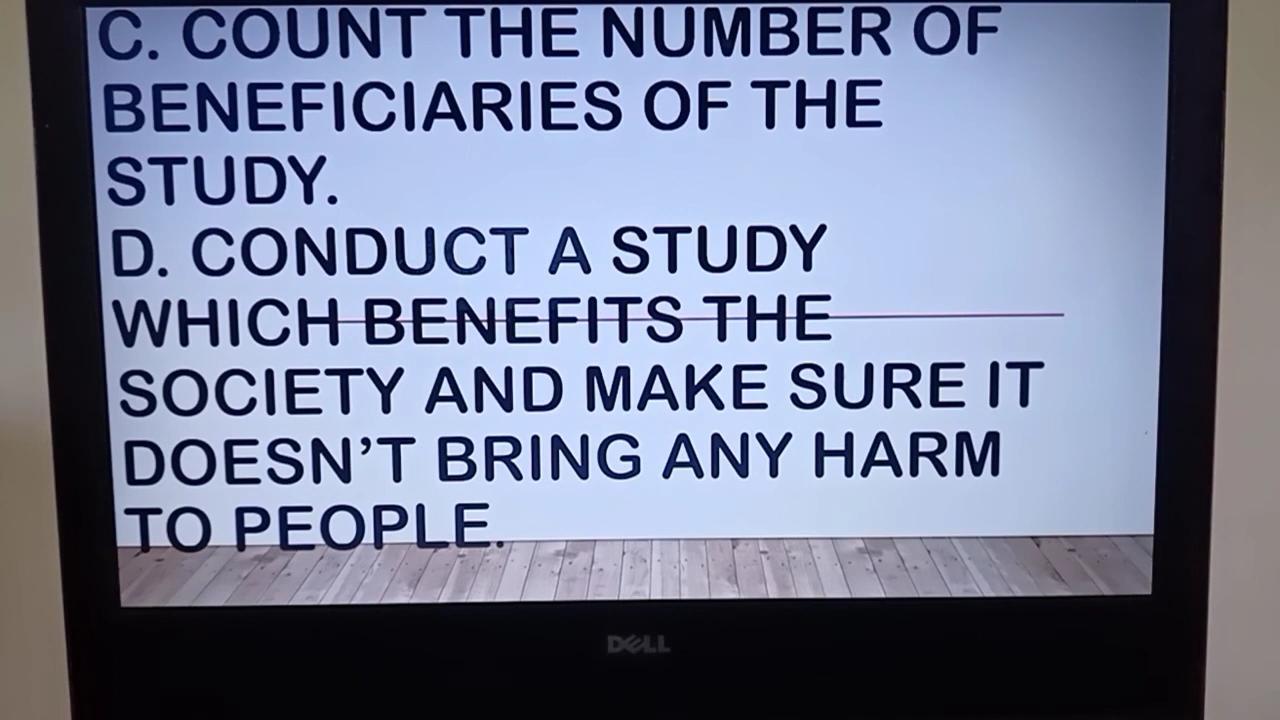 C. COUNT THE NUMBER OF
BENEFICIARIES OF THE
STUDY.
D. CONDUCT A STUDY
WHICH BENEFITS THE
SOCIETY AND MAKE SURE IT
DOESN’T BRING ANY HARM
TO PEOPLE.
DELL